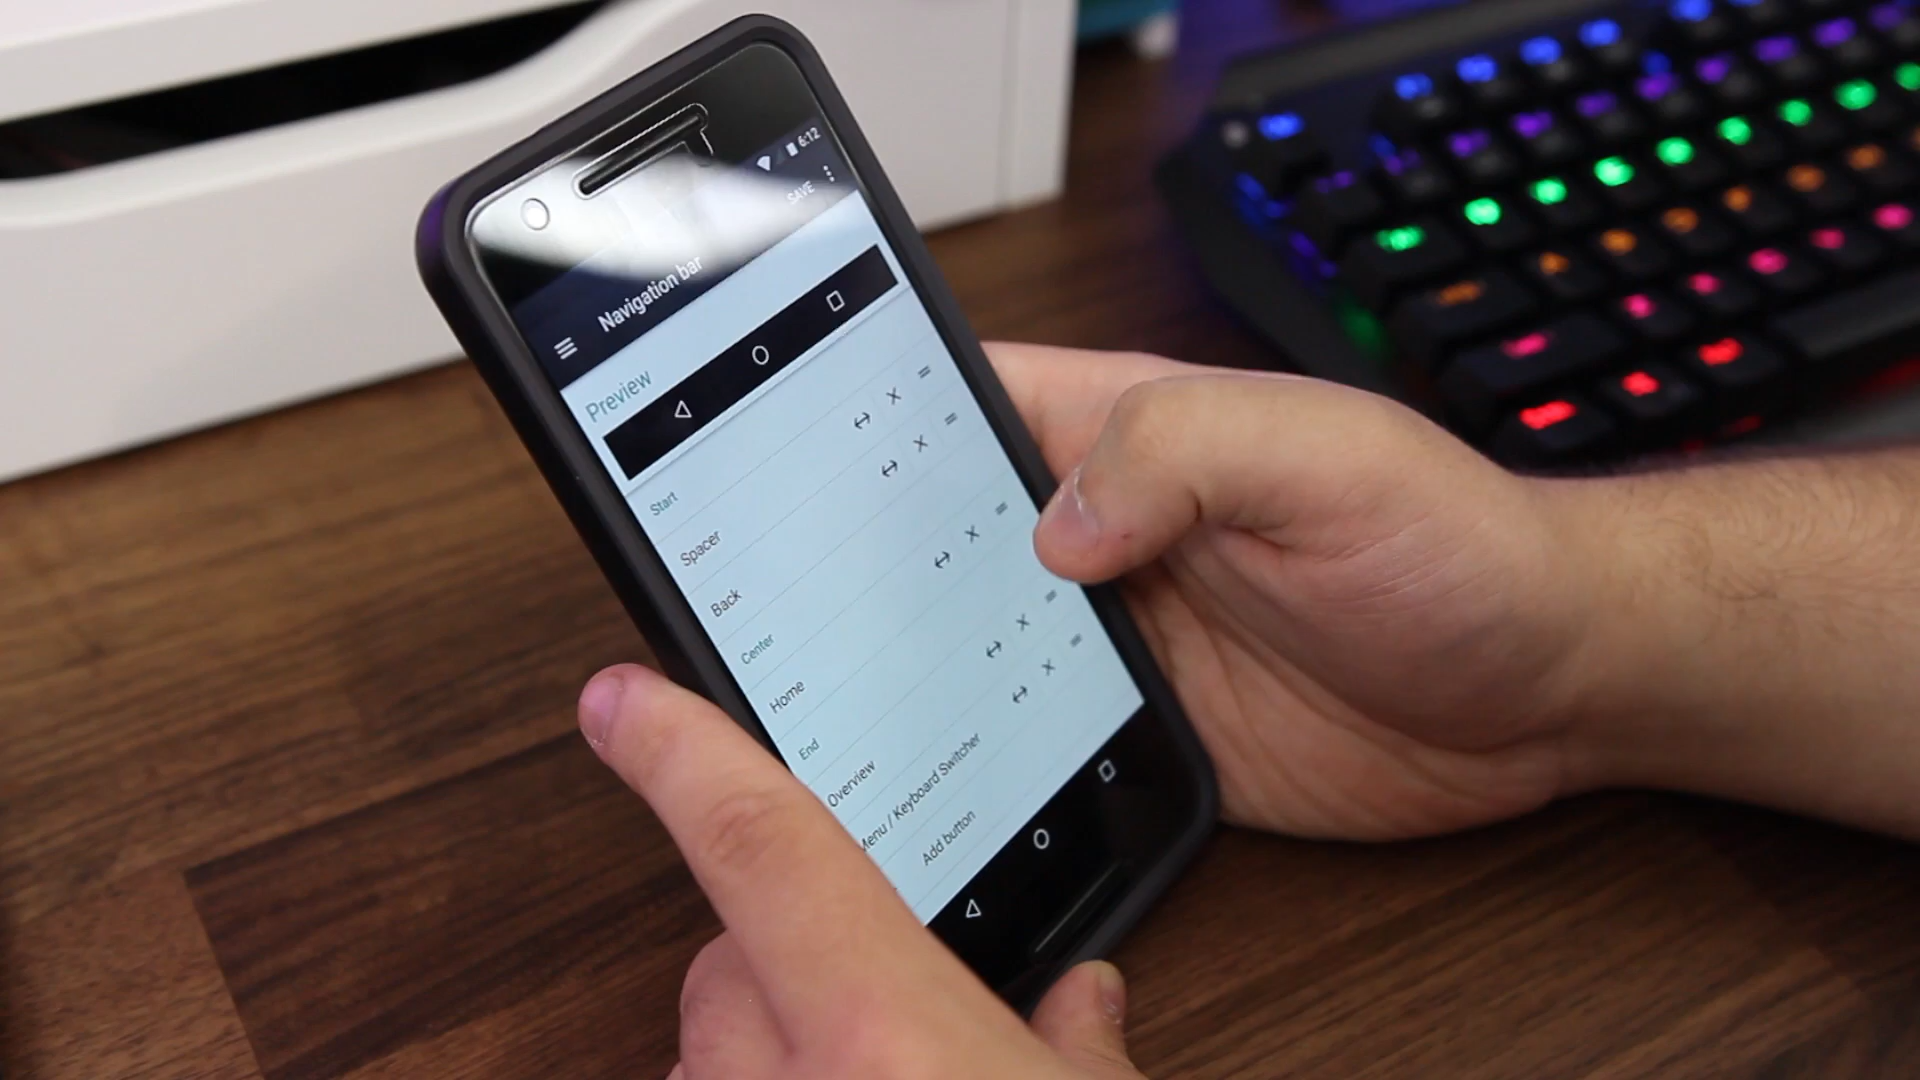 6:12
SAVE
Navigation bar
Preview
Start
Spacer
Back
Center
Home
End
Overview
Menu / Keyboard Switcher
Add button